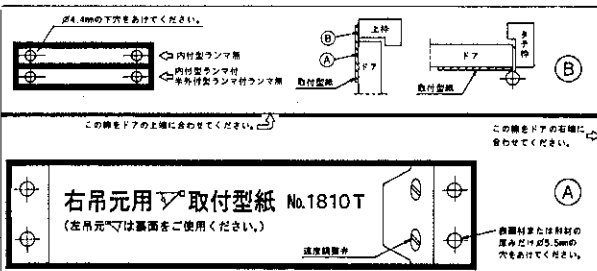 ø4.4mmの下穴をあけてください。
内付型ランマ無
内付型ランマ付
半外付型ランマ付ランマ無
B
A
上枠
ドア
取付型紙
ドア
タテ枠
取付型紙
B
この線をドアの上端に合わせてください。
この線をドアの右端に
合わせてください。
右吊元用 取付型紙 No.1810T
(左吊元 は裏面をご使用ください。)
速度調整弁
A
表面材または斜材の
厚みだけø5.5mmの
穴をあけてください。